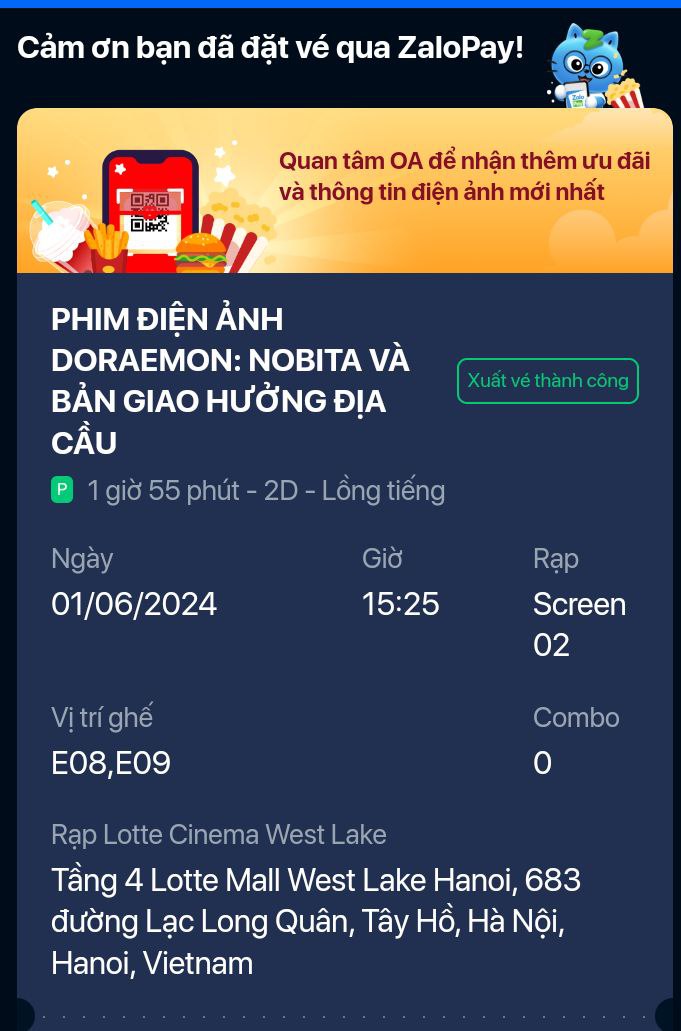 Cảm ơn bạn đã đặt vé qua ZaloPay!
Quan tâm OA để nhận thêm ưu đãi
và thông tin điện ảnh mới nhất
PHIM ĐIỆN ẢNH
DORAEMON: NOBITA VÀ
BẢN GIAO HƯỞNG ĐỊA
CẦU
Xuất vé thành công
P 1 giờ 55 phút - 2D - Lồng tiếng
Ngày Giờ Rạp
01/06/2024 15:25 Screen
02
Vị trí ghế Combo
E08,E09 0
Rạp Lotte Cinema West Lake
Tầng 4 Lotte Mall West Lake Hanoi, 683
đường Lạc Long Quân, Tây Hồ, Hà Nội,
Hanoi, Vietnam